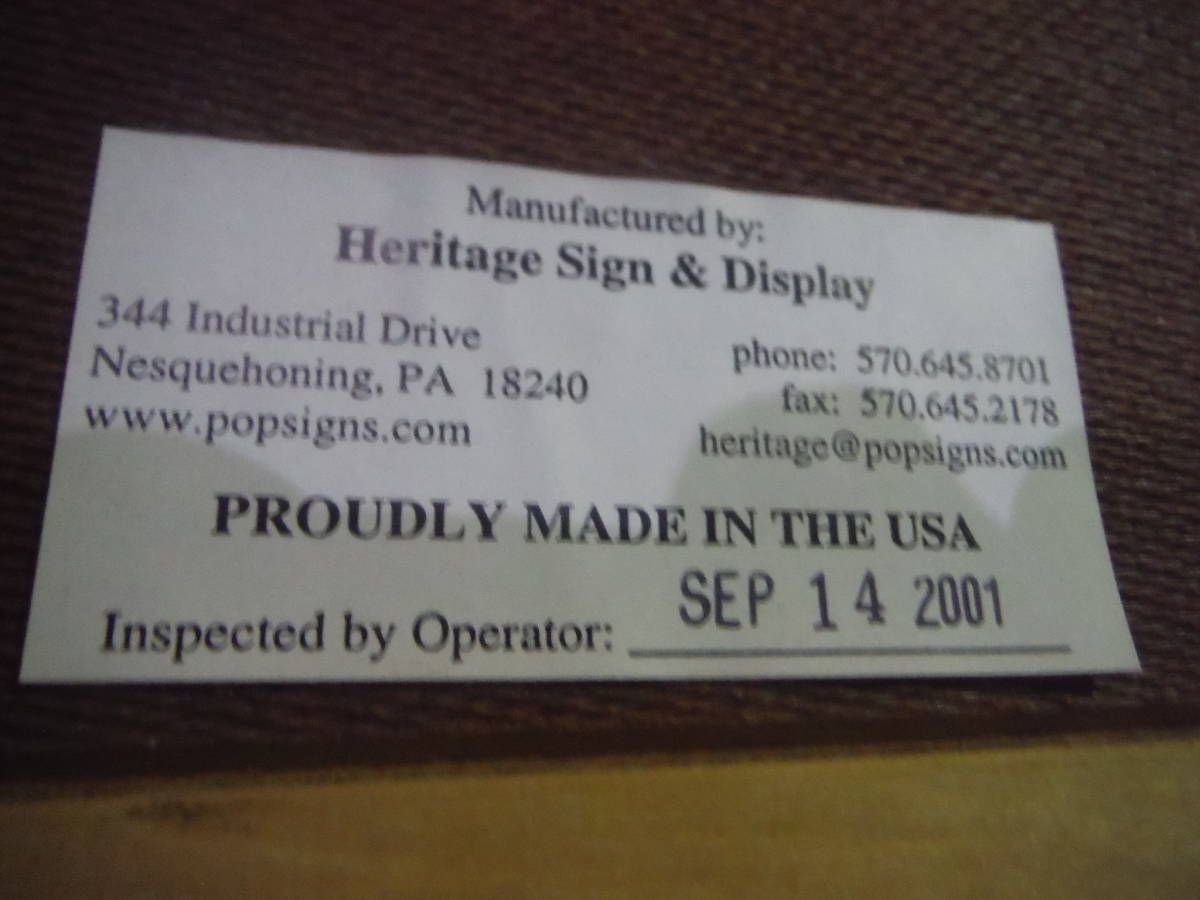 Manufactured by:
Heritage Sign & Display
344 Industrial Drive
Nesquehoning, PA 18240
www.popsigns.com
phone: 570.645.8701
fax: 570.645.2178
heritage@popsigns.com
PROUDLY MADE IN THE USA
Inspected by Operator: SEP 14 2001